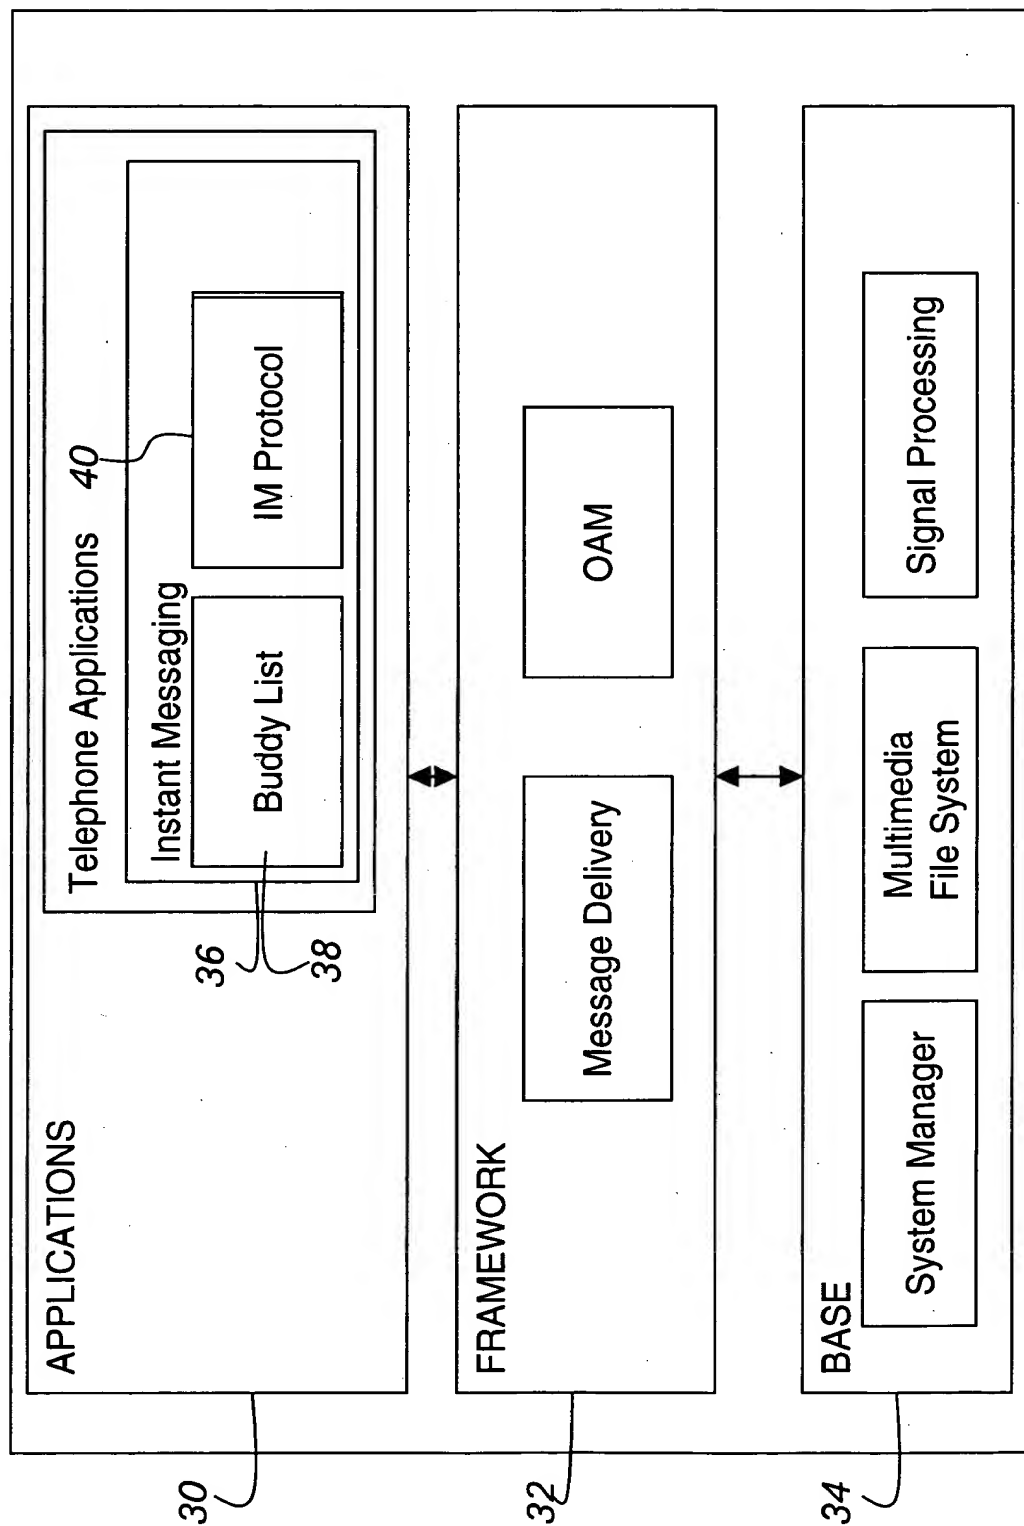 30
APPLICATIONS
Telephone Applications
40
Instant Messaging
Buddy List
IM Protocol
36
38
32
FRAMEWORK
Message Delivery
OAM
34
BASE
System Manager
Multimedia
File System
Signal Processing